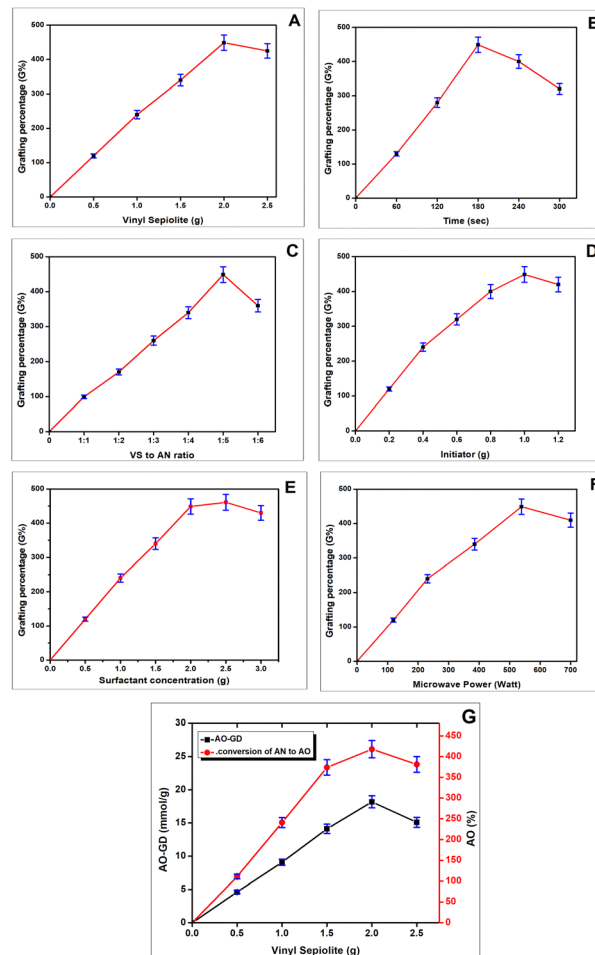 A
Grafting percentage (G%)
500
400
300
200
100
0
0.0 0.5 1.0 1.5 2.0 2.5
Vinyl Sepiolite (g)
B
Grafting percentage (G%)
500
400
300
200
100
0
0 60 120 180 240 300
Time (sec)
C
Grafting percentage (G%)
500
400
300
200
100
0
0 1:1 1:2 1:3 1:4 1:5 1:6
VS to AN ratio
D
Grafting percentage (G%)
500
400
300
200
100
0
0.0 0.2 0.4 0.6 0.8 1.0 1.2
Initiator (g)
E
Grafting percentage (G%)
500
400
300
200
100
0
0.0 0.5 1.0 1.5 2.0 2.5 3.0
Surfactant concentration (g)
F
Grafting percentage (G%)
500
400
300
200
100
0
0 100 200 300 400 500 600 700
Microwave Power (Watt)
G
AO-GD
.conversion of AN to AO
AO-GD (mmol/g)
30
25
20
15
10
5
0
AO (%)
450
400
350
300
250
200
150
100
50
0
0.0 0.5 1.0 1.5 2.0 2.5
Vinyl Sepiolite (g)